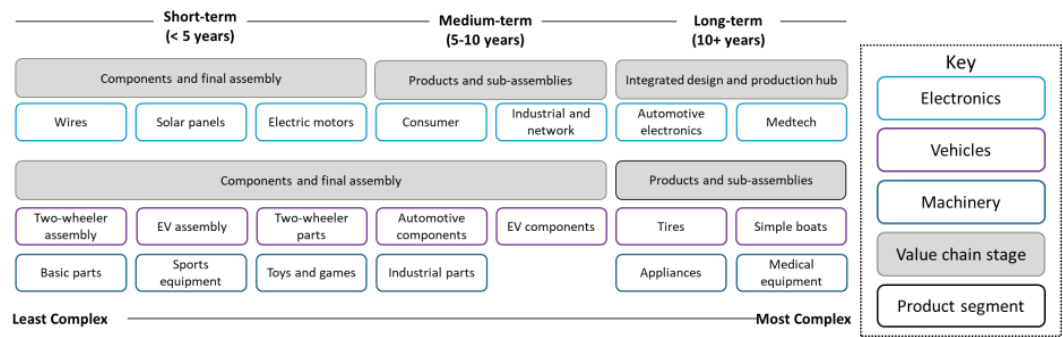 Short-term
(< 5 years)
Medium-term
(5-10 years)
Long-term
(10+ years)
Components and final assembly
Products and sub-assemblies
Integrated design and production hub
Wires
Solar panels
Electric motors
Consumer
Industrial and
network
Automotive
electronics
Medtech
Components and final assembly
Products and sub-assemblies
Two-wheeler
assembly
EV assembly
Two-wheeler
parts
Automotive
components
EV components
Tires
Simple boats
Basic parts
Sports
equipment
Toys and games
Industrial parts
Appliances
Medical
equipment
Least Complex
Most Complex
Key
Electronics
Vehicles
Machinery
Value chain stage
Product segment